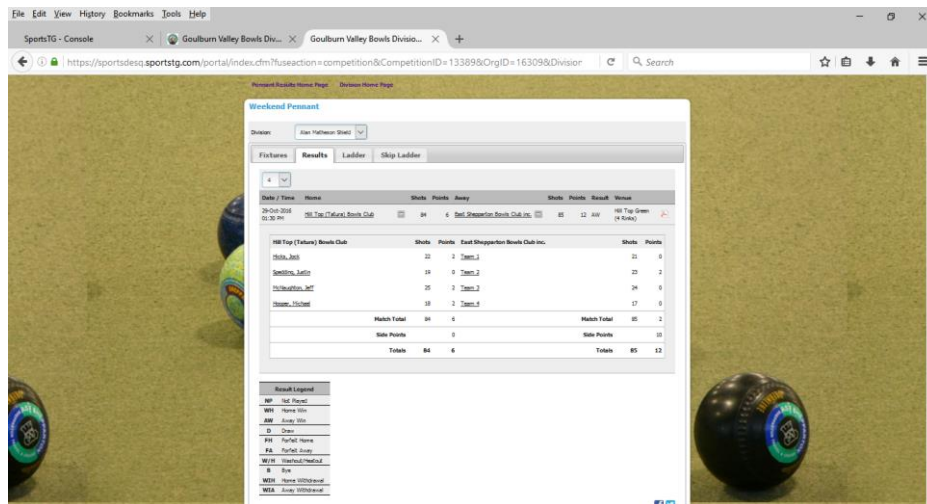 File Edit View History Bookmarks Tools Help
SportsTG - Console Goulburn Valley Bowls Div... Goulburn Valley Bowls Divisio...
https://sportsdesq.sportstg.com/portal/index.cfm?fuseaction=competition&CompetitionID=13389&OrgID=16309&Division Search
Pennant Results Home Page Division Home Page
Weekend Pennant
Division: Alan Matheson Shield
Fixtures Results Ladder Skip Ladder
4
Date / Time Home Shots Points Away Shots Points Result Venue
29-Oct-2016 Hill Top (Tatura) Bowls Club 84 6 East Shepparton Bowls Club inc. 85 12 AW Hill Top Green
01:30 PM (4 Rinks)
Hill Top (Tatura) Bowls Club Shots Points East Shepparton Bowls Club inc. Shots Points
Hicks, Jack 22 2 Team 1 21 0
Spedding, Justin 19 0 Team 2 23 2
McNaughton, Jeff 25 2 Team 3 24 0
Hooper, Michael 18 2 Team 4 17 0
Match Total 84 6 Match Total 85 2
Side Points 0 Side Points 10
Totals 84 6 Totals 85 12
Result Legend
NP Not Played
WH Home Win
AW Away Win
D Draw
FH Forfeit Home
FA Forfeit Away
W/H Washout/Heatout
B Bye
WIH Home Withdrawal
WIA Away Withdrawal